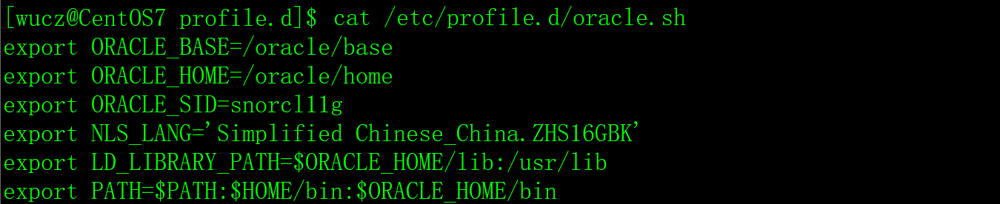 [wucz@CentOS7 profile.d]$ cat /etc/profile.d/oracle.sh
export ORACLE_BASE=/oracle/base
export ORACLE_HOME=/oracle/home
export ORACLE_SID=snorcl11g
export NLS_LANG='Simplified Chinese_China.ZHS16GBK'
export LD_LIBRARY_PATH=$ORACLE_HOME/lib:/usr/lib
export PATH=$PATH:$HOME/bin:$ORACLE_HOME/bin